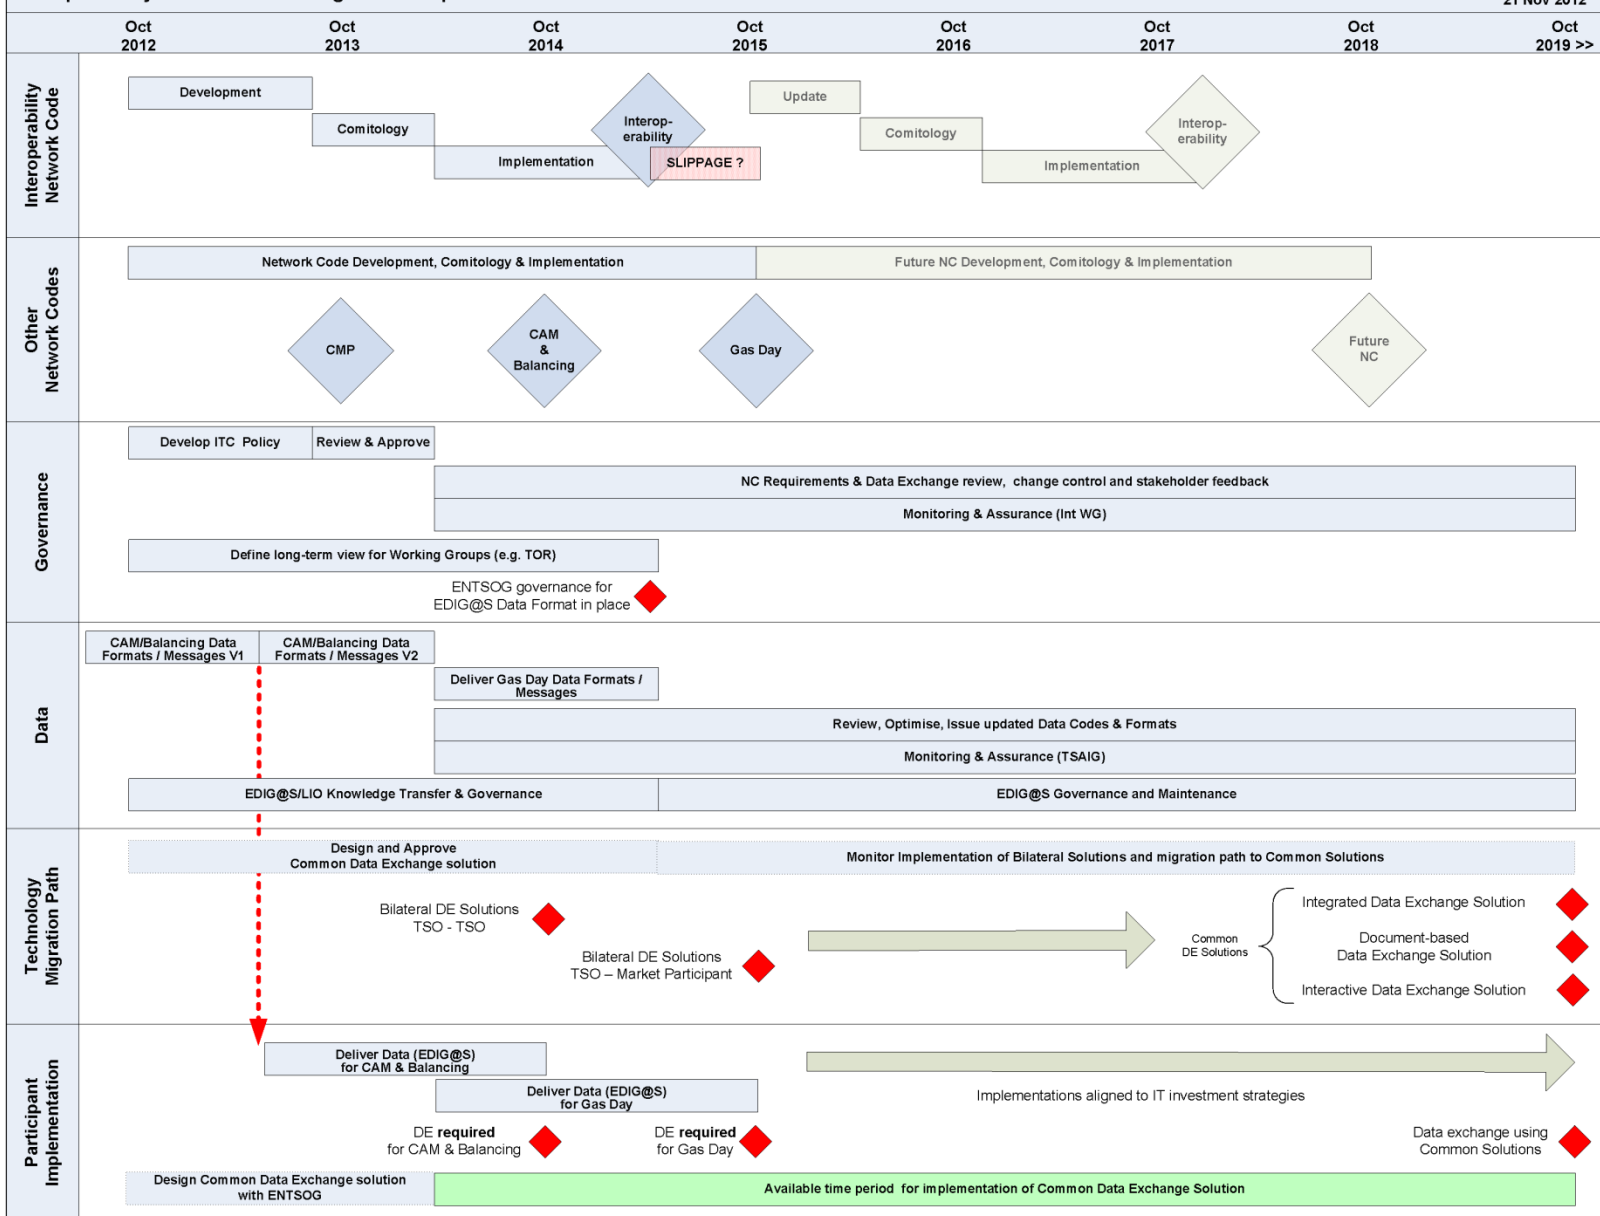 21 Nov 2012
Oct
2012
Oct
2013
Oct
2014
Oct
2015
Oct
2016
Oct
2017
Oct
2018
Oct
2019 >>
Interoperability
Network Code
Development
Comitology
Implementation
Interop-
erability
SLIPPAGE ?
Update
Comitology
Implementation
Interop-
erability
Other
Network Codes
Network Code Development, Comitology & Implementation
Future NC Development, Comitology & Implementation
CMP
CAM
&
Balancing
Gas Day
Future
NC
Governance
Develop ITC Policy
Review & Approve
NC Requirements & Data Exchange review, change control and stakeholder feedback
Monitoring & Assurance (Int WG)
Define long-term view for Working Groups (e.g. TOR)
ENTSOG governance for
EDIG@S Data Format in place
Data
CAM/Balancing Data
Formats / Messages V1
CAM/Balancing Data
Formats / Messages V2
Deliver Gas Day Data Formats /
Messages
Review, Optimise, Issue updated Data Codes & Formats
Monitoring & Assurance (TSAIG)
EDIG@S/LIO Knowledge Transfer & Governance
EDIG@S Governance and Maintenance
Technology
Migration Path
Design and Approve
Common Data Exchange solution
Monitor Implementation of Bilateral Solutions and migration path to Common Solutions
Bilateral DE Solutions
TSO - TSO
Bilateral DE Solutions
TSO – Market Participant
Common
DE Solutions
Integrated Data Exchange Solution
Document-based
Data Exchange Solution
Interactive Data Exchange Solution
Participant
Implementation
Deliver Data (EDIG@S)
for CAM & Balancing
Deliver Data (EDIG@S)
for Gas Day
Implementations aligned to IT investment strategies
DE required
for CAM & Balancing
DE required
for Gas Day
Data exchange using
Common Solutions
Design Common Data Exchange solution
with ENTSOG
Available time period for implementation of Common Data Exchange Solution